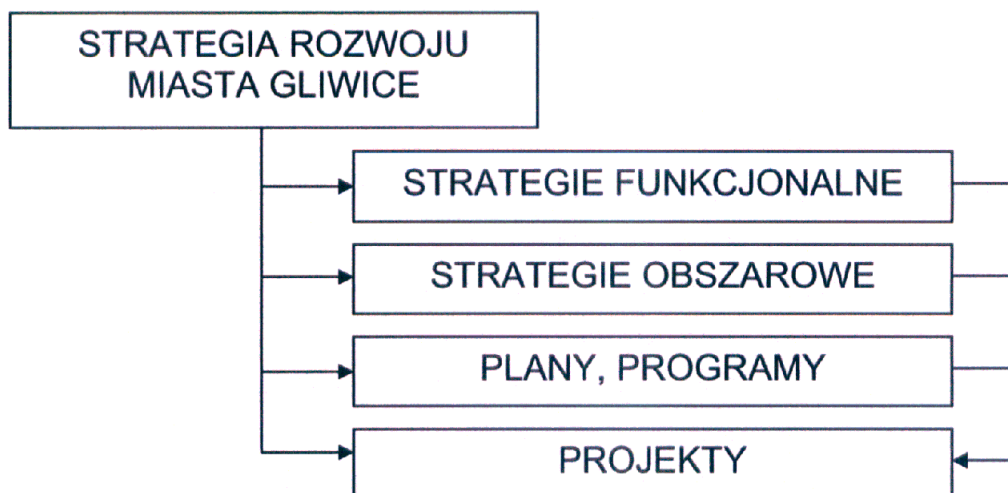 STRATEGIA ROZWOJU
MIASTA GLIWICE
STRATEGIE FUNKCJONALNE
STRATEGIE OBSZAROWE
PLANY, PROGRAMY
PROJEKTY